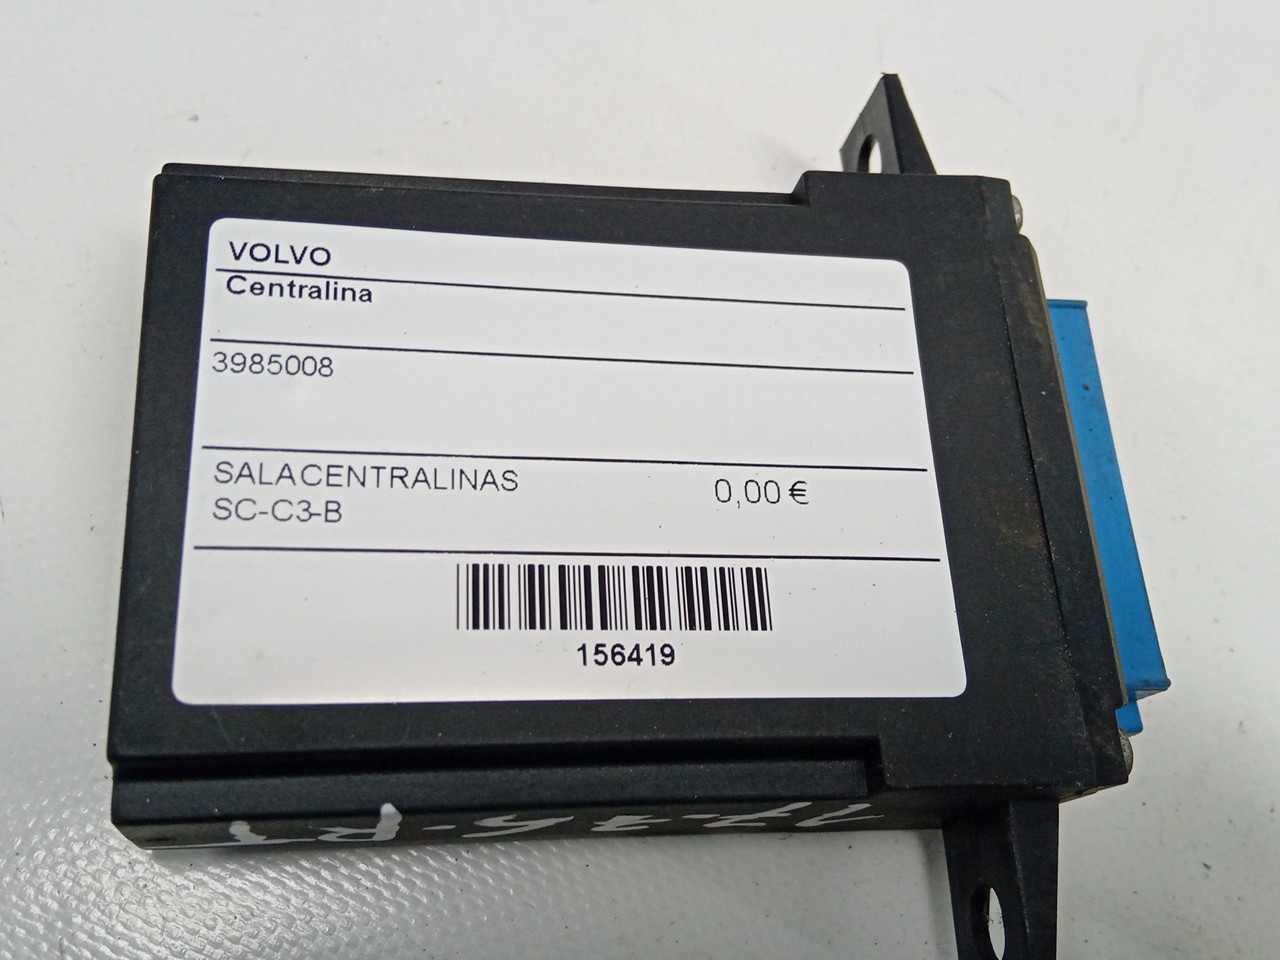 VOLVO
Centralina
3985008
SALACENTRALINAS
0,00 €
SC-C3-B
156419